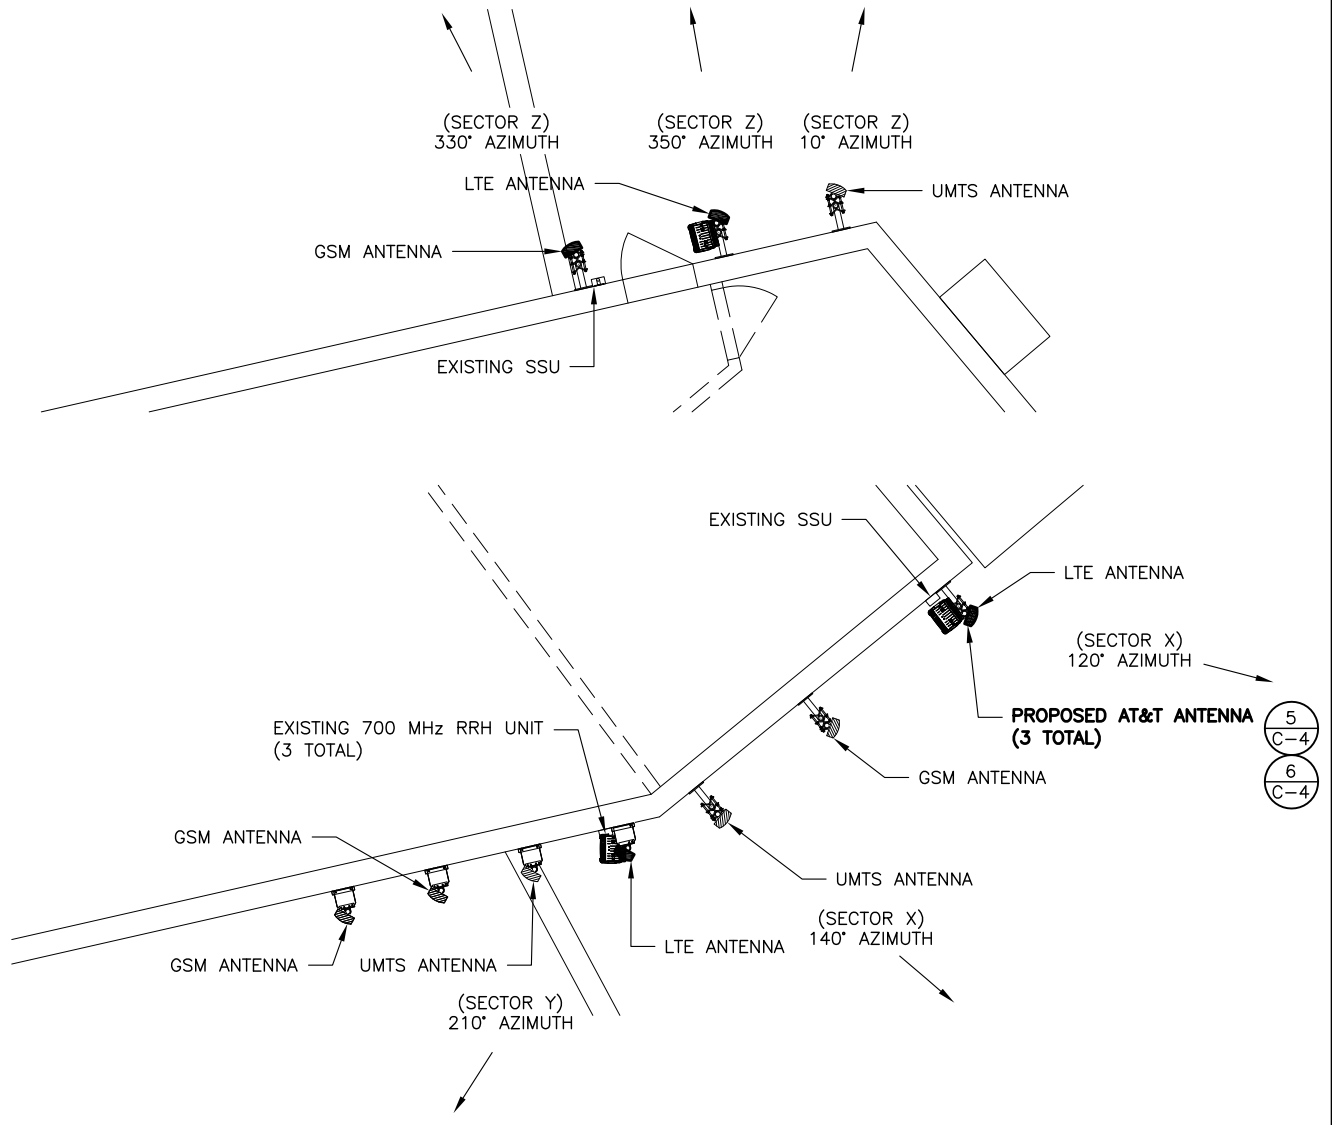 (SECTOR Z)
330° AZIMUTH
(SECTOR Z)
350° AZIMUTH
(SECTOR Z)
10° AZIMUTH
LTE ANTENNA
UMTS ANTENNA
GSM ANTENNA
EXISTING SSU
EXISTING SSU
LTE ANTENNA
(SECTOR X)
120° AZIMUTH
PROPOSED AT&T ANTENNA
(3 TOTAL)
5
C-4
6
C-4
EXISTING 700 MHz RRH UNIT
(3 TOTAL)
GSM ANTENNA
GSM ANTENNA
UMTS ANTENNA
(SECTOR X)
140° AZIMUTH
LTE ANTENNA
GSM ANTENNA
UMTS ANTENNA
(SECTOR Y)
210° AZIMUTH